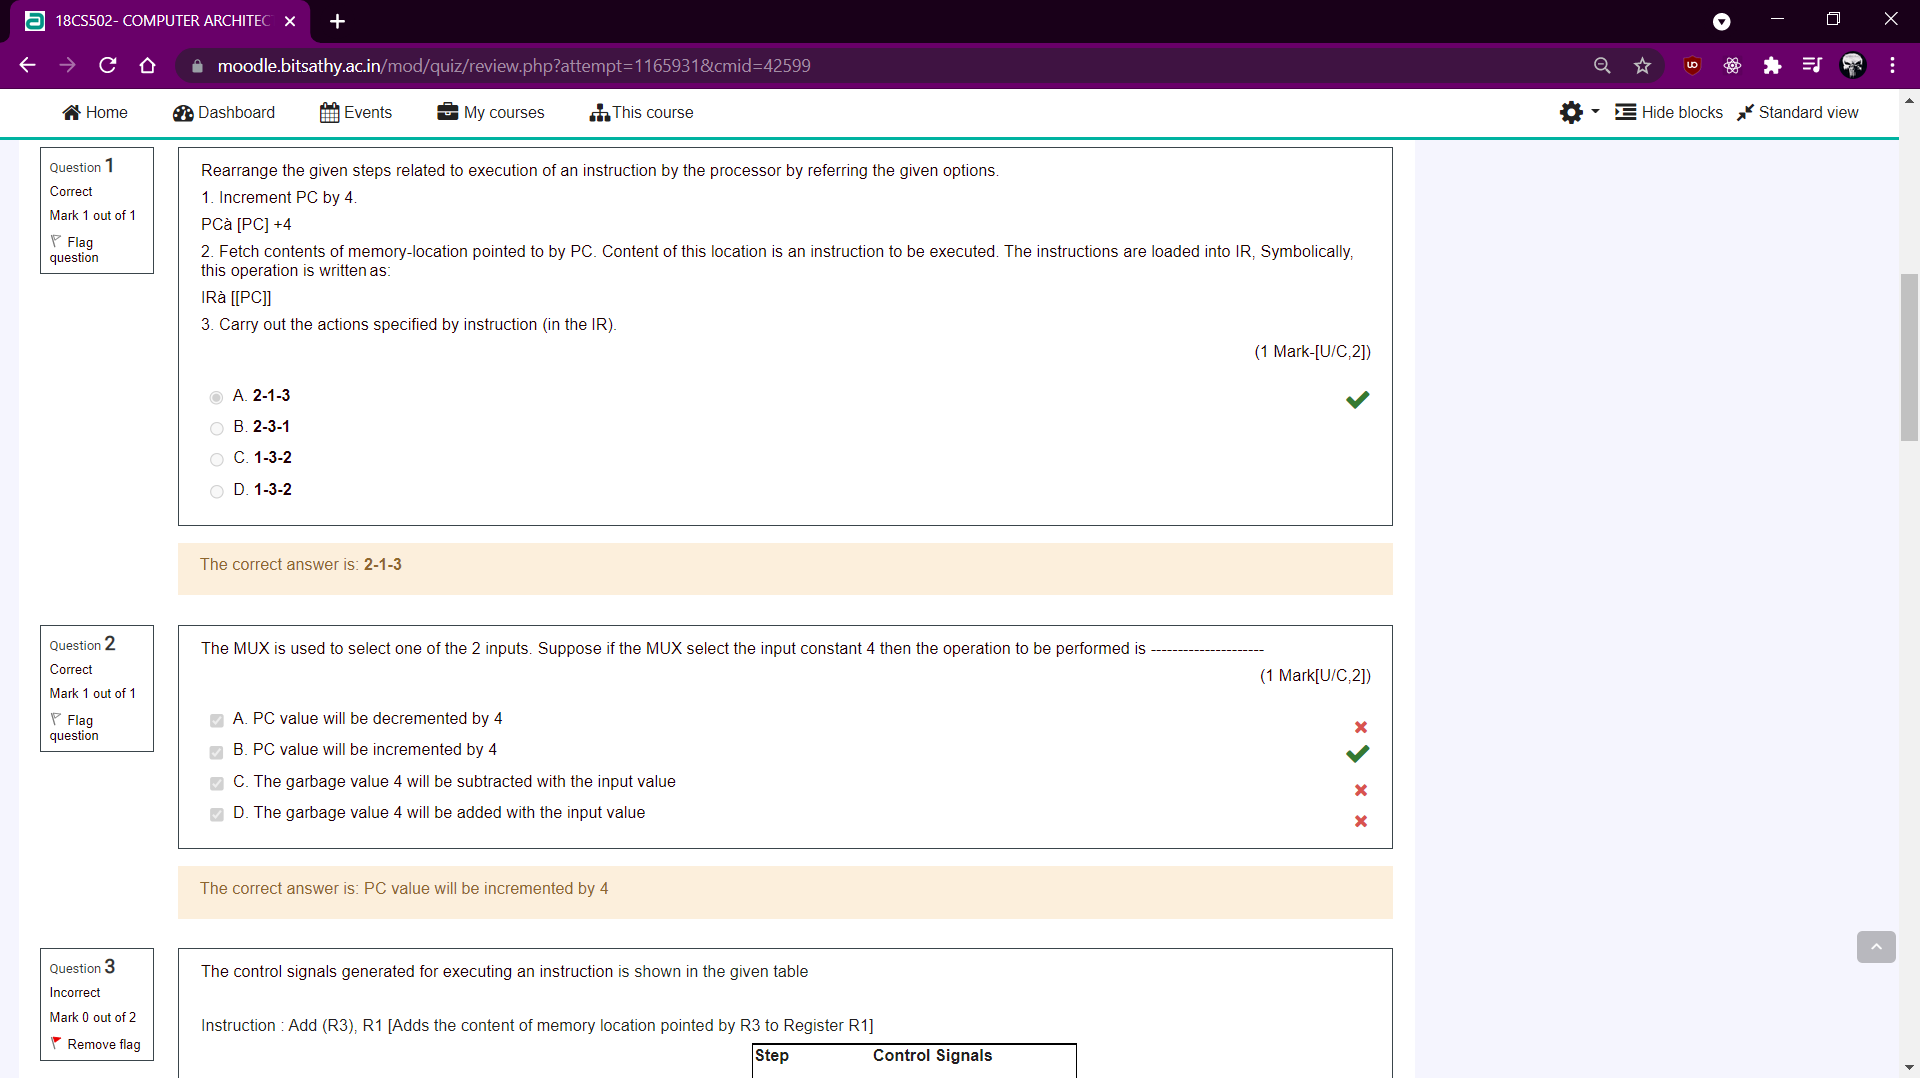 18CS502- COMPUTER ARCHITEC
moodle.bitsathy.ac.in/mod/quiz/review.php?attempt=1165931&cmid=42599
Home
Dashboard
Events
My courses
This course
Hide blocks
Standard view
Question 1
Correct
Mark 1 out of 1
Flag
question
Rearrange the given steps related to execution of an instruction by the processor by referring the given options.
1. Increment PC by 4.
PCà [PC] +4
2. Fetch contents of memory-location pointed to by PC. Content of this location is an instruction to be executed. The instructions are loaded into IR, Symbolically,
this operation is written as:
IRà [[PC]]
3. Carry out the actions specified by instruction (in the IR).
(1 Mark-[U/C,2])
A. 2-1-3
B. 2-3-1
C. 1-3-2
D. 1-3-2
The correct answer is: 2-1-3
Question 2
Correct
Mark 1 out of 1
Flag
question
The MUX is used to select one of the 2 inputs. Suppose if the MUX select the input constant 4 then the operation to be performed is ---------------------
(1 Mark[U/C,2])
A. PC value will be decremented by 4
B. PC value will be incremented by 4
C. The garbage value 4 will be subtracted with the input value
D. The garbage value 4 will be added with the input value
The correct answer is: PC value will be incremented by 4
Question 3
Incorrect
Mark 0 out of 2
Remove flag
The control signals generated for executing an instruction is shown in the given table
Instruction : Add (R3), R1 [Adds the content of memory location pointed by R3 to Register R1]
Step Control Signals